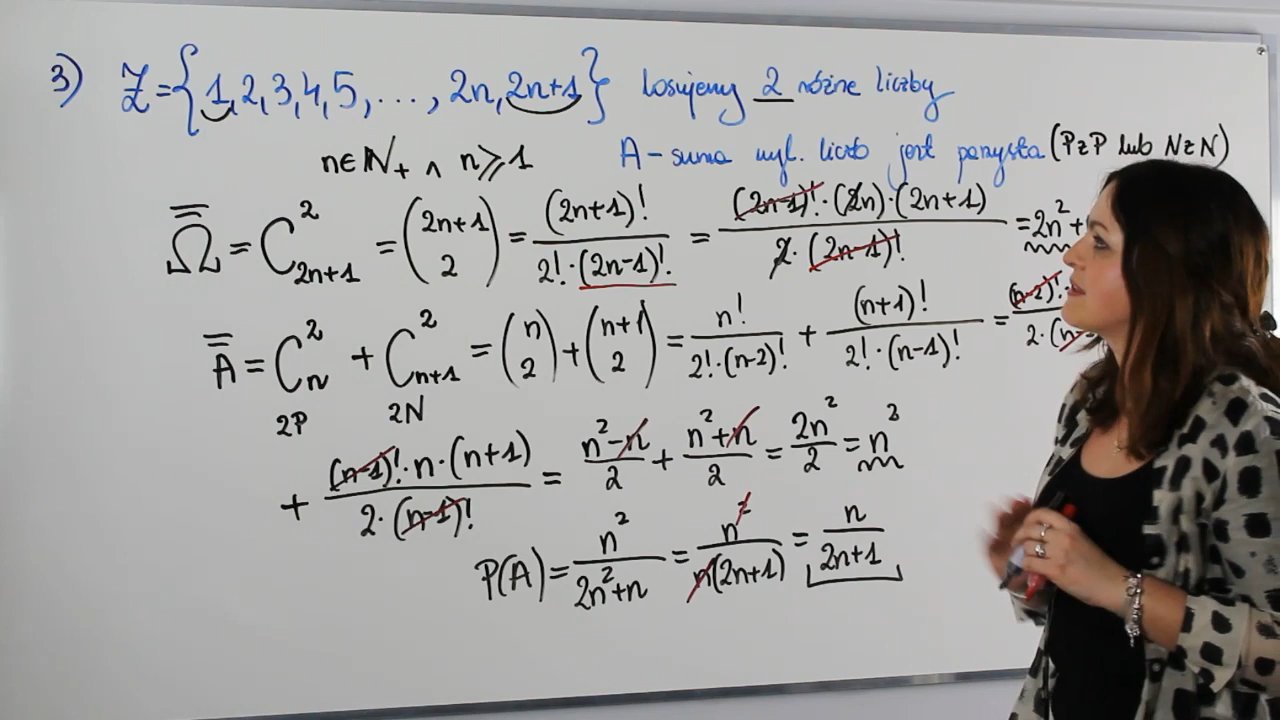 3) Z={1,2,3,4,5,...,2n,2n+1} losujemy 2 różne liczby
n∈N₊ ∧ n⩾1 A-suma wyl. liczb jest parzysta (PzP lub NzN)
Ω̿ = C²₂ₙ₊₁ = (2n+1 2) = (2n+1)!/(2!·(2n-1)!) = ((2n-1)!·(2n)·(2n+1))/(2·(2n-1)!) = 2n²+
A̿ = C²ₙ + C²ₙ₊₁ = (n 2) + (n+1 2) = n!/(2!·(n-2)!) + (n+1)!/(2!·(n-1)!) = (n-2)!·/2·(n-
2P 2N
+ ((n-1)!·n·(n+1))/(2·(n-1)!) = (n²-n)/2 + (n²+n)/2 = 2n²/2 = n²
P(A) = n²/(2n²+n) = n²/(n(2n+1)) = n/(2n+1)